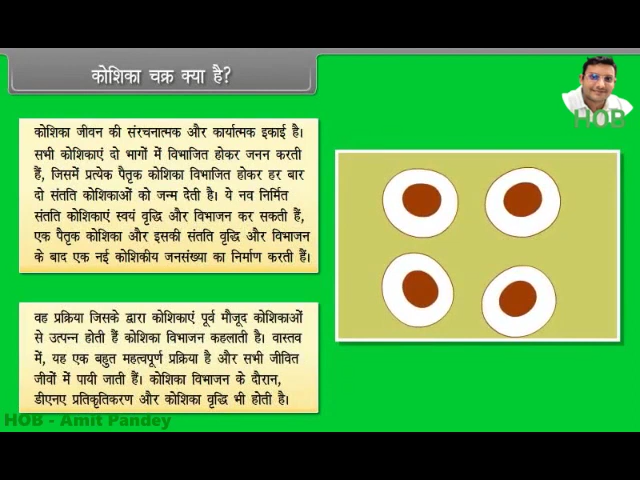 कोशिका चक्र क्या है?
HOB
कोशिका जीवन की संरचनात्मक और कार्यात्मक इकाई है।
सभी कोशिकाएं दो भागों में विभाजित होकर जनन करती
हैं, जिसमें प्रत्येक पैतृक कोशिका विभाजित होकर हर बार
दो संतति कोशिकाओं को जन्म देती है। ये नव निर्मित
संतति कोशिकाएं स्वयं वृद्धि और विभाजन कर सकती हैं,
एक पैतृक कोशिका और इसकी संतति वृद्धि और विभाजन
के बाद एक नई कोशिकीय जनसंख्या का निर्माण करती हैं।
वह प्रक्रिया जिसके द्वारा कोशिकाएं पूर्व मौजूद कोशिकाओं
से उत्पन्न होती हैं कोशिका विभाजन कहलाती है। वास्तव
में, यह एक बहुत महत्वपूर्ण प्रक्रिया है और सभी जीवित
जीवों में पायी जाती हैं। कोशिका विभाजन के दौरान,
डीएनए प्रतिकृतिकरण और कोशिका वृद्धि भी होती है।
HOB - Amit Pandey